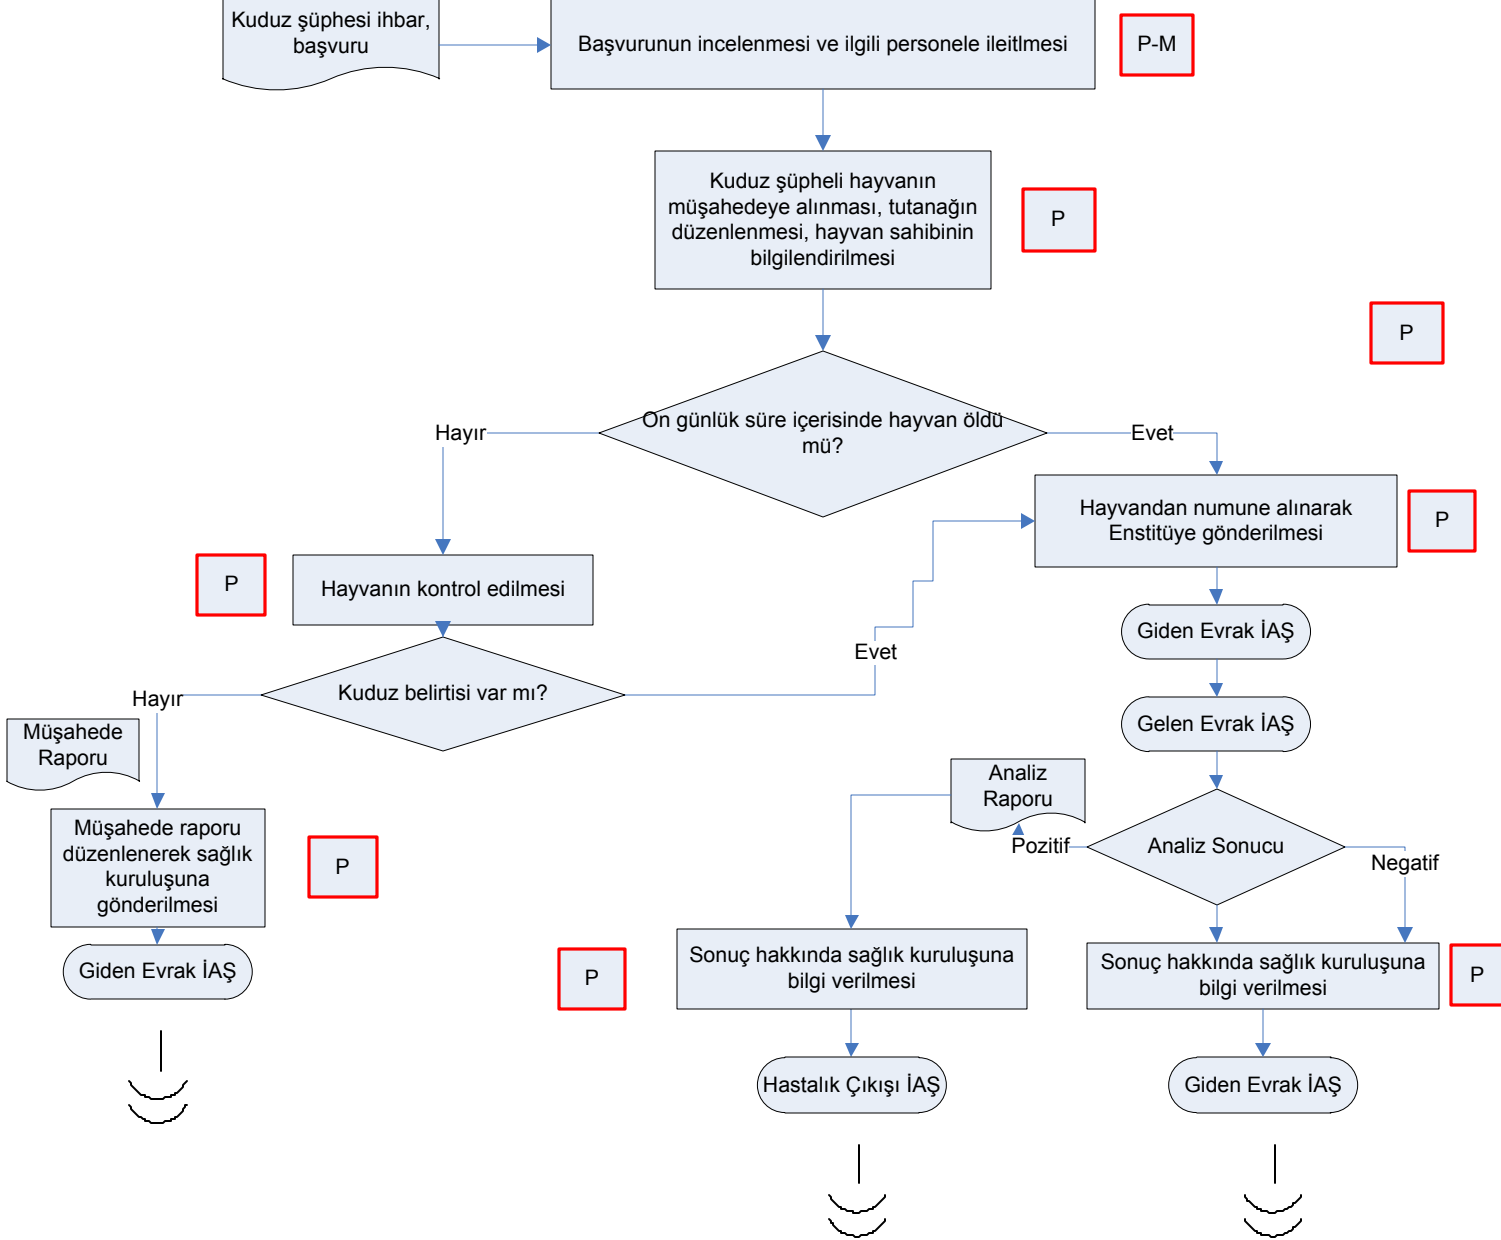 Kuduz şüphesi ihbar,
başvuru
Başvurunun incelenmesi ve ilgili personele ileitlmesi
P-M
Kuduz şüpheli hayvanın
müşahedeye alınması, tutanağın
düzenlenmesi, hayvan sahibinin
bilgilendirilmesi
P
P
On günlük süre içerisinde hayvan öldü
mü?
Hayır
Evet
Hayvandan numune alınarak
Enstitüye gönderilmesi
P
P
Hayvanın kontrol edilmesi
Giden Evrak İAŞ
Evet
Kuduz belirtisi var mı?
Hayır
Gelen Evrak İAŞ
Müşahede
Raporu
Analiz
Raporu
Müşahede raporu
düzenlenerek sağlık
kuruluşuna
gönderilmesi
P
Pozitif
Analiz Sonucu
Negatif
Giden Evrak İAŞ
P
Sonuç hakkında sağlık kuruluşuna
bilgi verilmesi
Sonuç hakkında sağlık kuruluşuna
bilgi verilmesi
P
Hastalık Çıkışı İAŞ
Giden Evrak İAŞ